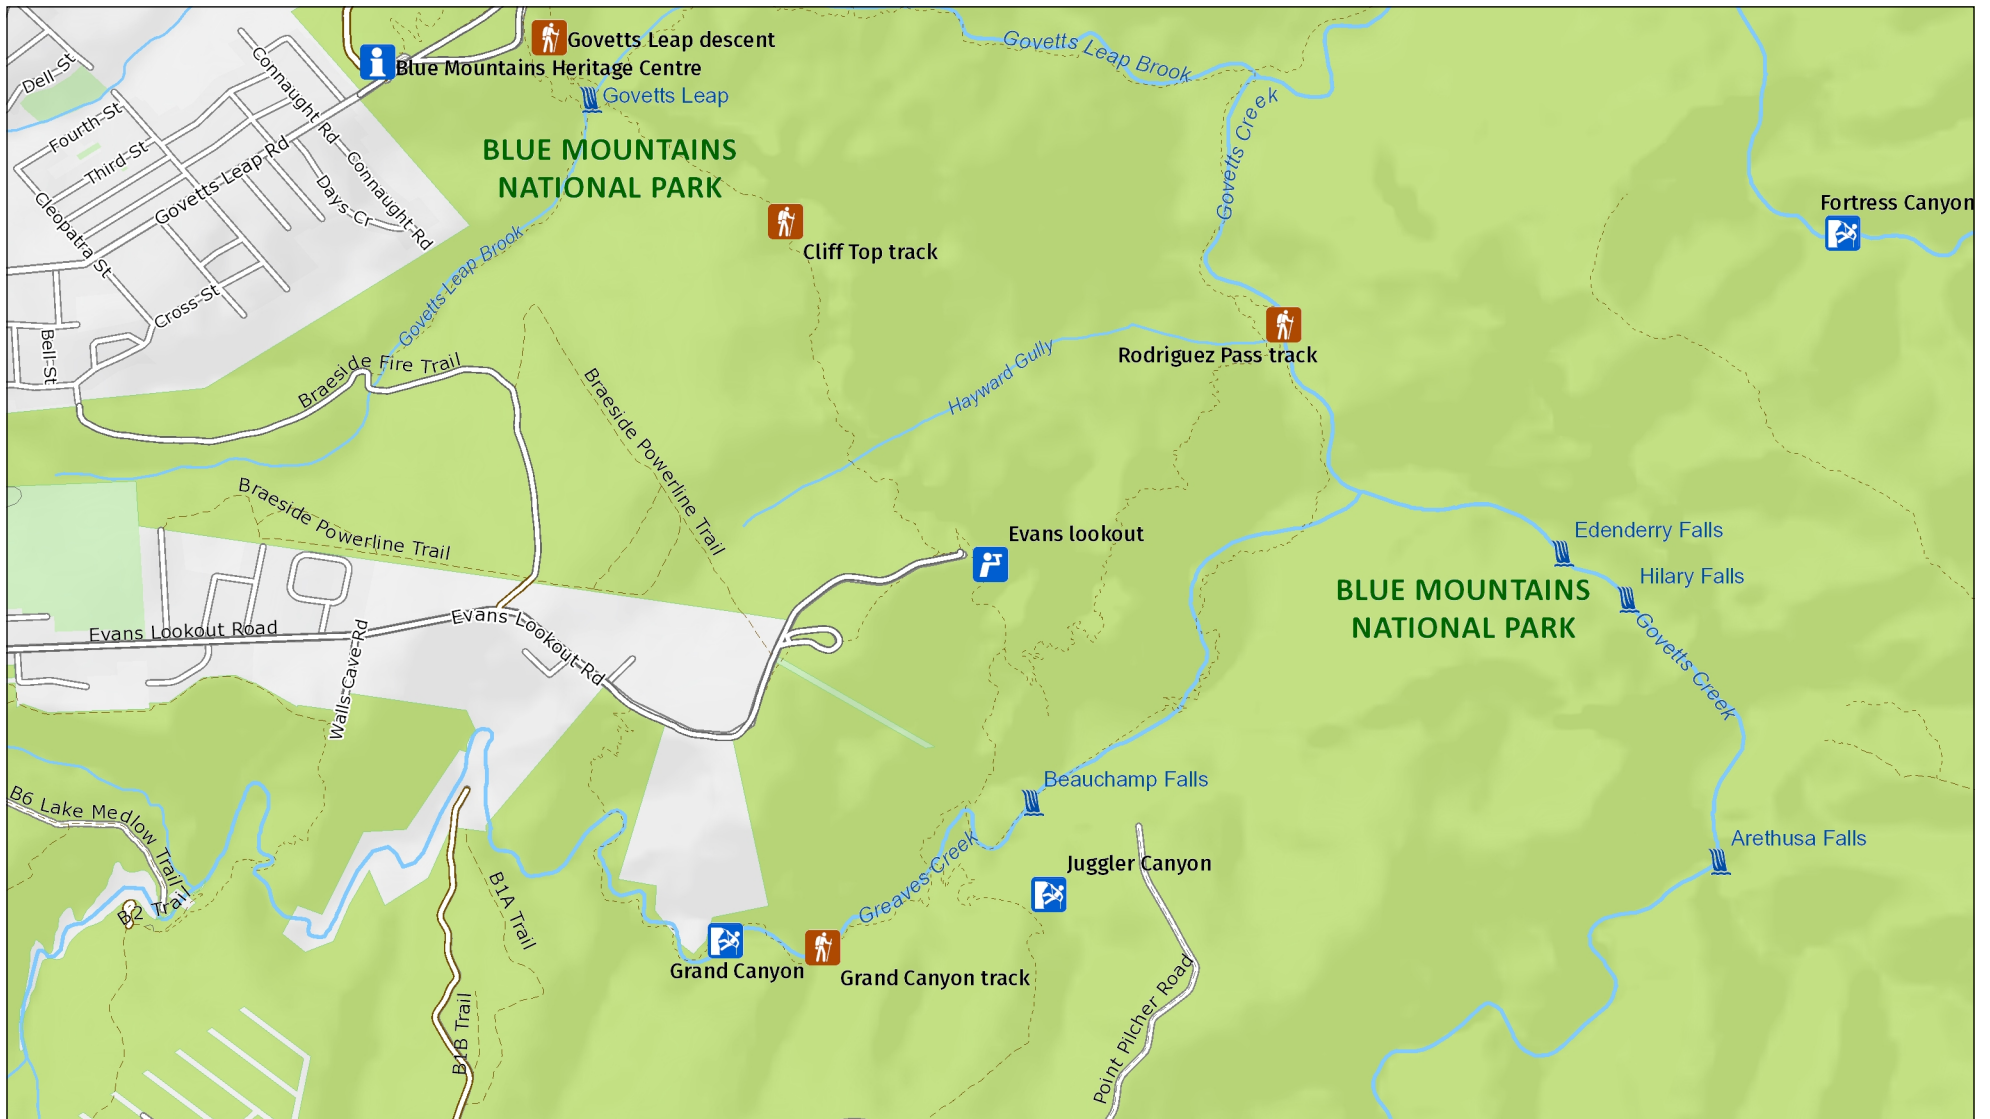 Govetts Leap descent
Blue Mountains Heritage Centre
Govetts Leap
BLUE MOUNTAINS
NATIONAL PARK
Govetts Leap Brook
Govetts Creek
Fortress Canyon
Dell St
Fourth St
Third St
Connaught Rd
Connaught Rd
Govetts Leap Rd
Days Cr
Cleopatra St
Cross St
Bell St
Govetts Leap Brook
Cliff Top track
Rodriguez Pass track
Hayward Gully
Braeside Fire Trail
Braeside Powerline Trail
Braeside Powerline Trail
Evans lookout
Edenderry Falls
Hilary Falls
BLUE MOUNTAINS
NATIONAL PARK
Govetts Creek
Evans Lookout Road
Evans Lookout Rd
Walls Cave Rd
Beauchamp Falls
Arethusa Falls
B6 Lake Medlow Trail
B2 Trail
B1A Trail
B1B Trail
Greaves Creek
Juggler Canyon
Grand Canyon
Grand Canyon track
Point Pilcher Road